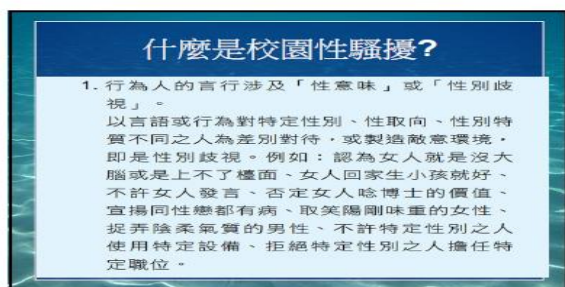 什麼是校園性騷擾?
1. 行為人的言行涉及「性意味」或「性別歧
視」。
以言語或行為對特定性別、性取向、性別特
質不同之人為差別對待，或製造敵意環境，
即是性別歧視。例如：認為女人就是沒大
腦或是上不了檯面、女人回家生小孩就好、
不許女人發言、否定女人唸博士的價值、
宣揚同性戀都有病、取笑陽剛味重的女性、
捉弄陰柔氣質的男性、不許特定性別之人
使用特定設備、拒絕特定性別之人擔任特
定職位。